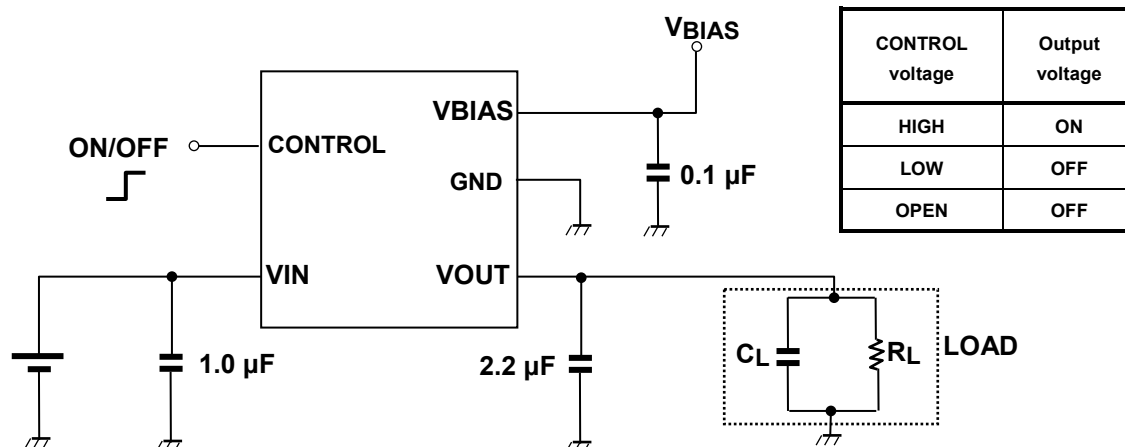 VBIAS
VBIAS
CONTROL
ON/OFF
GND
0.1 μF
VIN
VOUT
1.0 μF
2.2 μF
CL
RL
LOAD
CONTROL voltage
Output voltage
HIGH
ON
LOW
OFF
OPEN
OFF